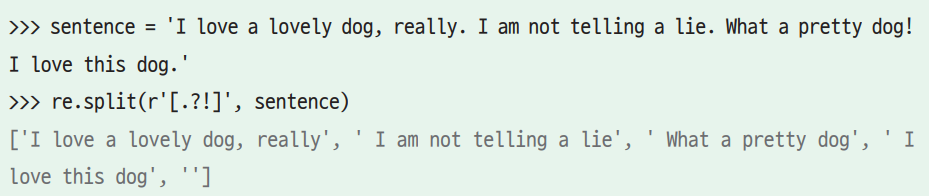 >>> sentence = 'I love a lovely dog, really. I am not telling a lie. What a pretty dog!
I love this dog.'
>>> re.split(r'[.?!]', sentence)
['I love a lovely dog, really', ' I am not telling a lie', ' What a pretty dog', ' I
love this dog', '']